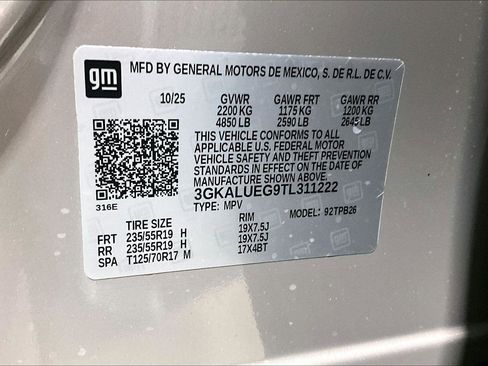 gm MFD BY GENERAL MOTORS DE MEXICO, S. DE R.L. DE C.V.
10/25 GVWR GAWR FRT GAWR RR
2200 KG 1175 KG 1200 KG
4850 LB 2590 LB 2645 LB
THIS VEHICLE CONFORMS TO ALL
APPLICABLE U.S. FEDERAL MOTOR
VEHICLE SAFETY AND THEFT PREVENTION
STANDARDS IN EFFECT ON THE DATE OF
MANUFACTURE SHOWN ABOVE.
3GKALUEG9TL311222
316E TYPE: MPV MODEL: 92TPB26
TIRE SIZE RIM
FRT 235/55R19 H 19X7.5J
RR 235/55R19 H 19X7.5J
SPA T125/70R17 M 17X4BT